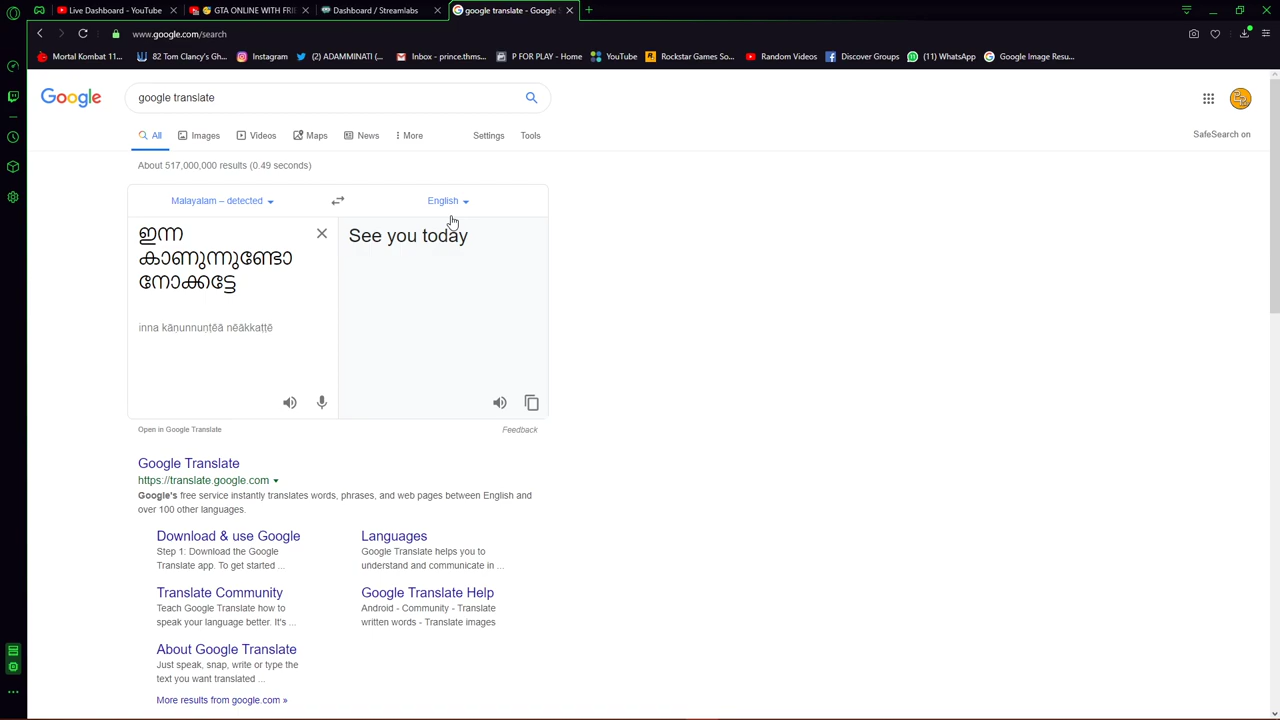 Live Dashboard - YouTube
GTA ONLINE WITH FRIE
Dashboard / Streamlabs
google translate - Google S
www.google.com/search
Mortal Kombat 11...
82 Tom Clancy's Gh...
Instagram
(2) ADAMMINATI (...
Inbox - prince.thms...
P FOR PLAY - Home
YouTube
Rockstar Games So...
Random Videos
Discover Groups
(11) WhatsApp
Google Image Resu...
Google
google translate
All
Images
Videos
Maps
News
More
Settings
Tools
SafeSearch on
About 517,000,000 results (0.49 seconds)
Malayalam – detected
English
ഇന്ന
കാണുന്നുണ്ടോ
നോക്കട്ടേ
See you today
inna kāṇunnuṇṭēā nēākkaṭṭē
Open in Google Translate
Feedback
Google Translate
https://translate.google.com
Google's free service instantly translates words, phrases, and web pages between English and
over 100 other languages.
Download & use Google
Step 1: Download the Google
Translate app. To get started ...
Languages
Google Translate helps you to
understand and communicate in ...
Translate Community
Teach Google Translate how to
speak your language better. It's ...
Google Translate Help
Android - Community - Translate
written words - Translate images
About Google Translate
Just speak, snap, write or type the
text you want translated ...
More results from google.com »